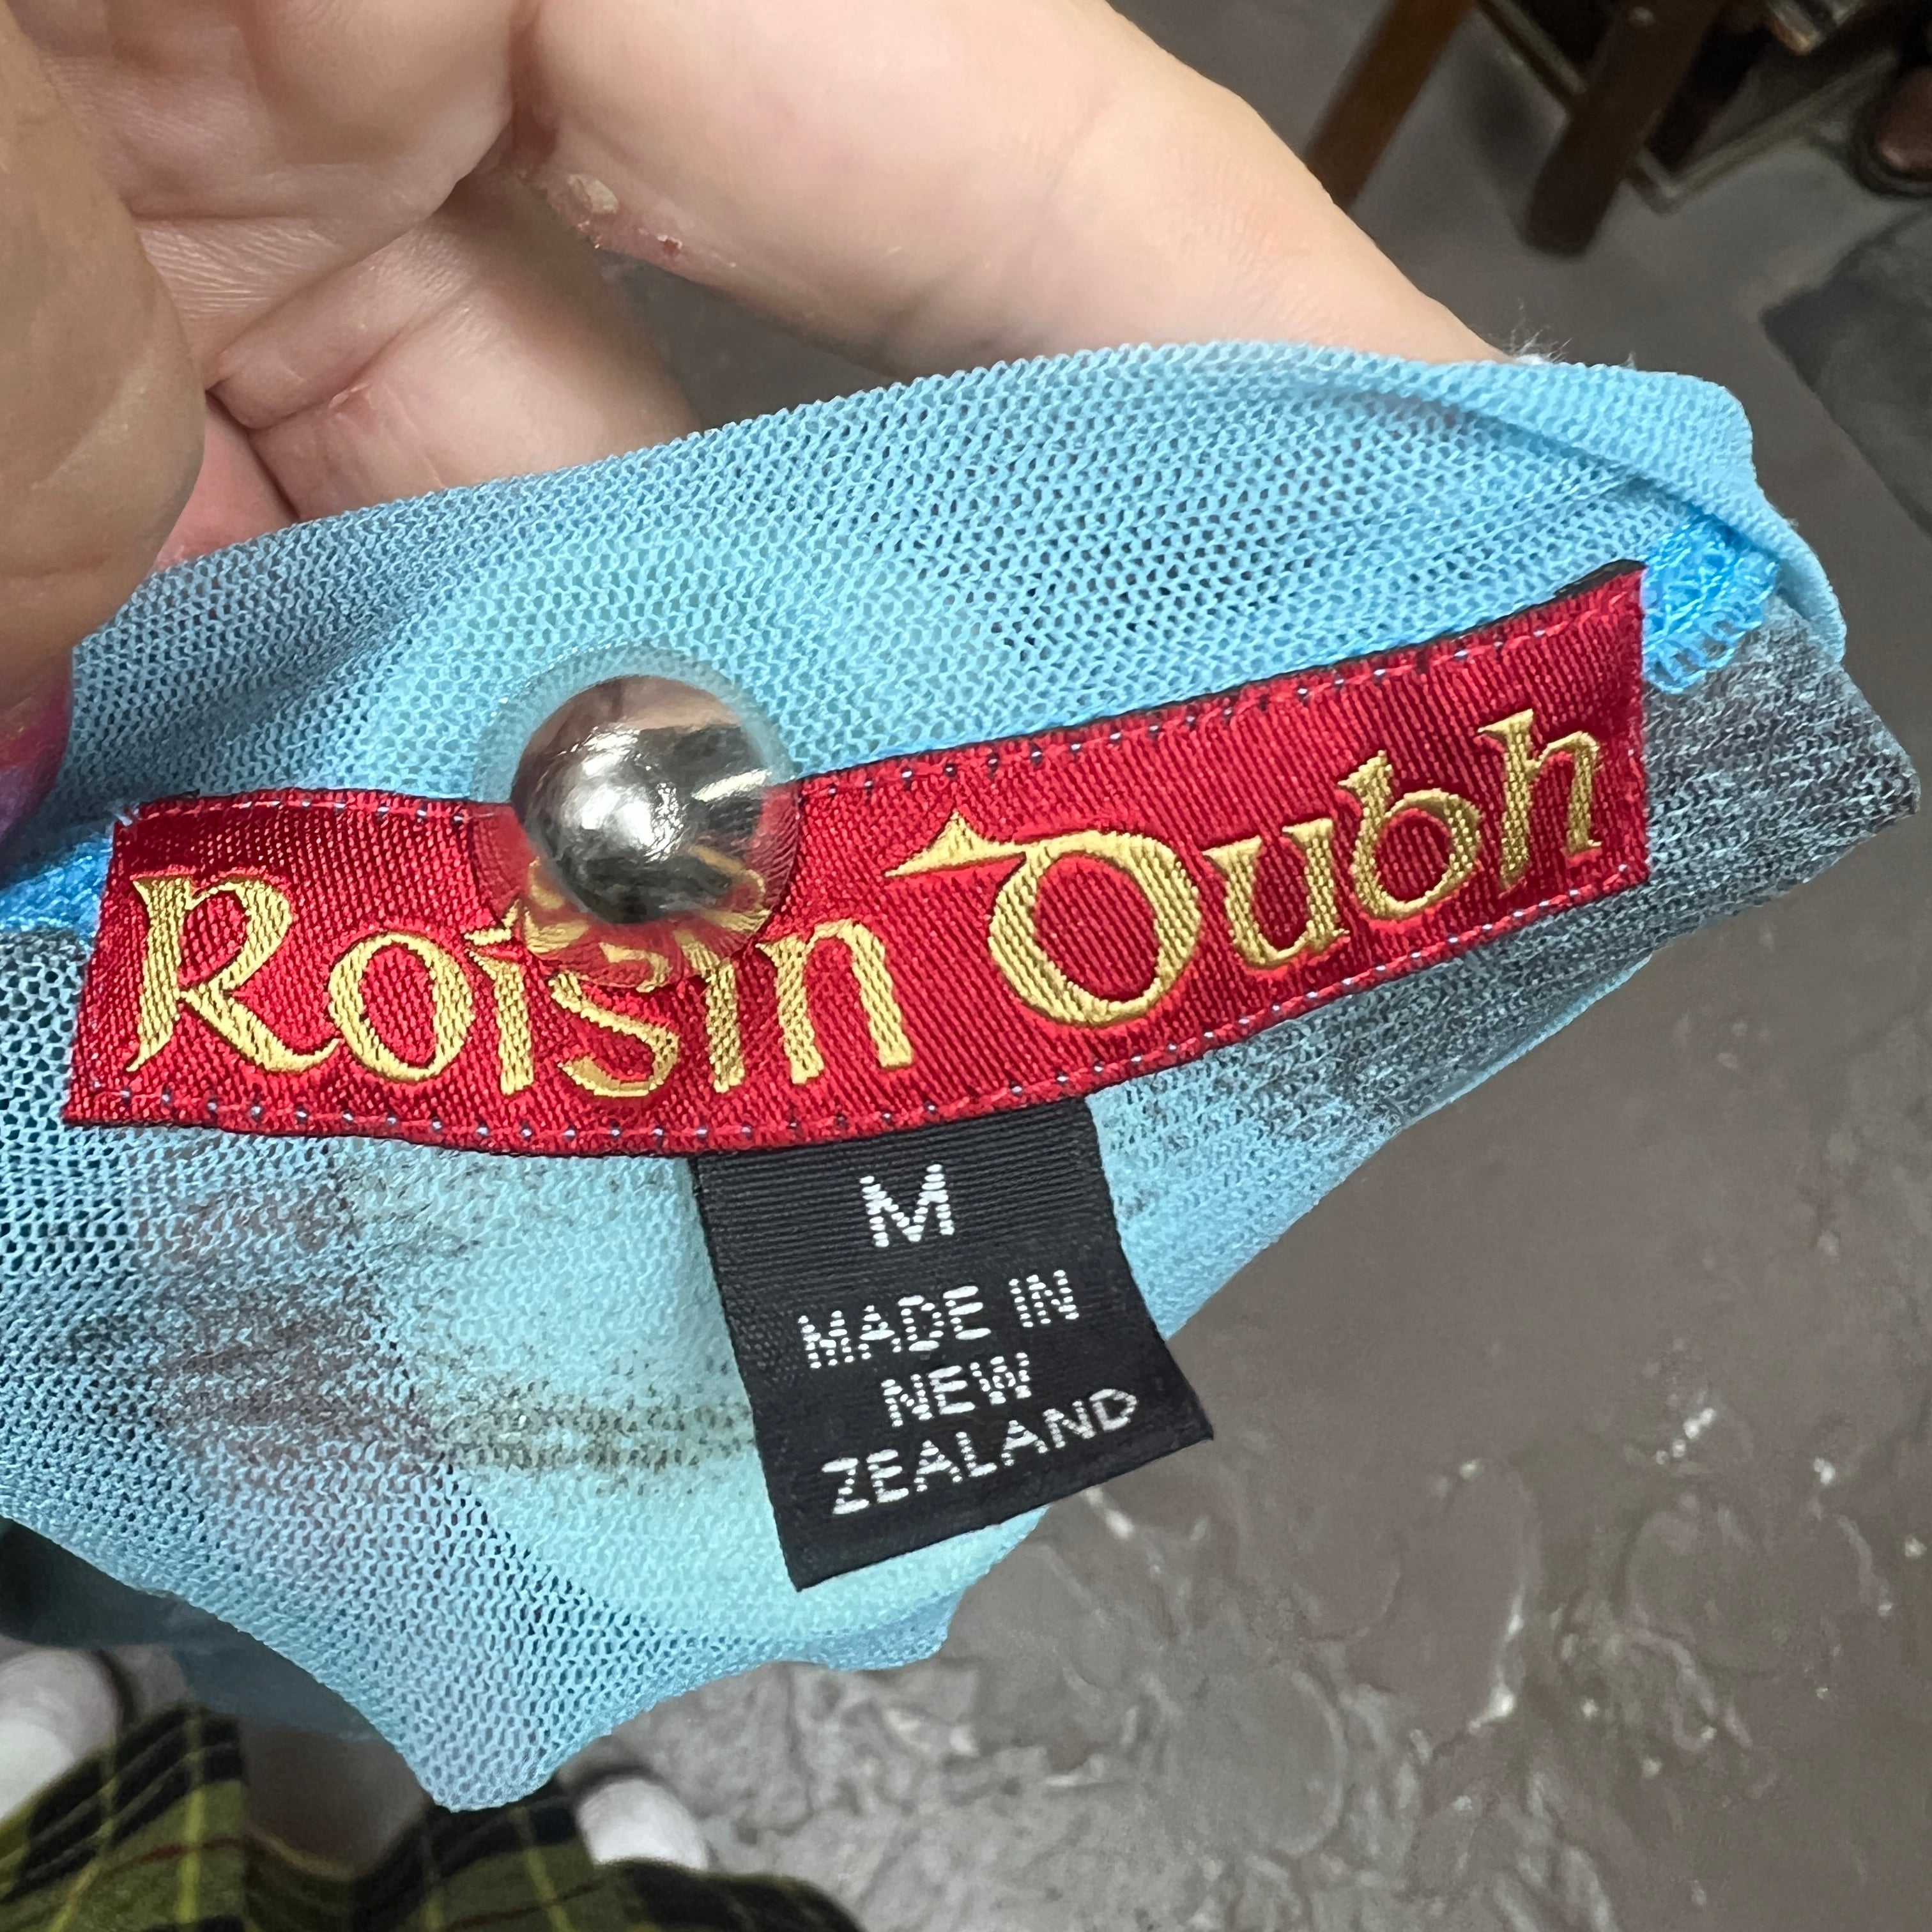 Roisin Dubh
M
MADE IN
NEW
ZEALAND